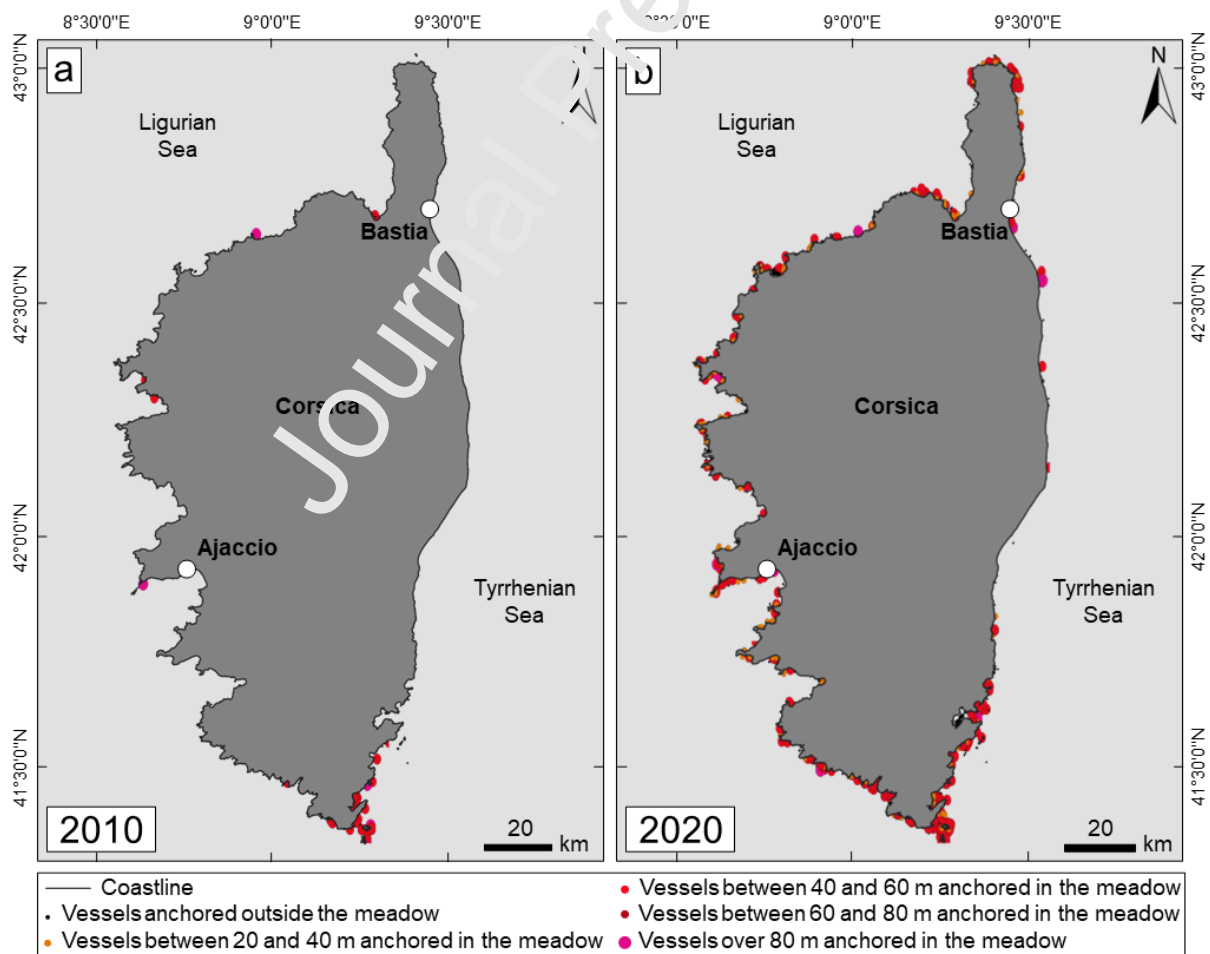 8°30'0"E 9°0'0"E 9°30'0"E
9°0'0"E 9°30'0"E
43°0'0"N
42°30'0"N
42°0'0"N
41°30'0"N
a
Ligurian
Sea
Bastia
Corsica
Ajaccio
Tyrrhenian
Sea
2010
20
km
b
N
Ligurian
Sea
Bastia
Corsica
Ajaccio
Tyrrhenian
Sea
2020
20
km
43°0'0"N
42°30'0"N
42°0'0"N
41°30'0"N
Journal Pre
Coastline
Vessels anchored outside the meadow
Vessels between 20 and 40 m anchored in the meadow
Vessels between 40 and 60 m anchored in the meadow
Vessels between 60 and 80 m anchored in the meadow
Vessels over 80 m anchored in the meadow